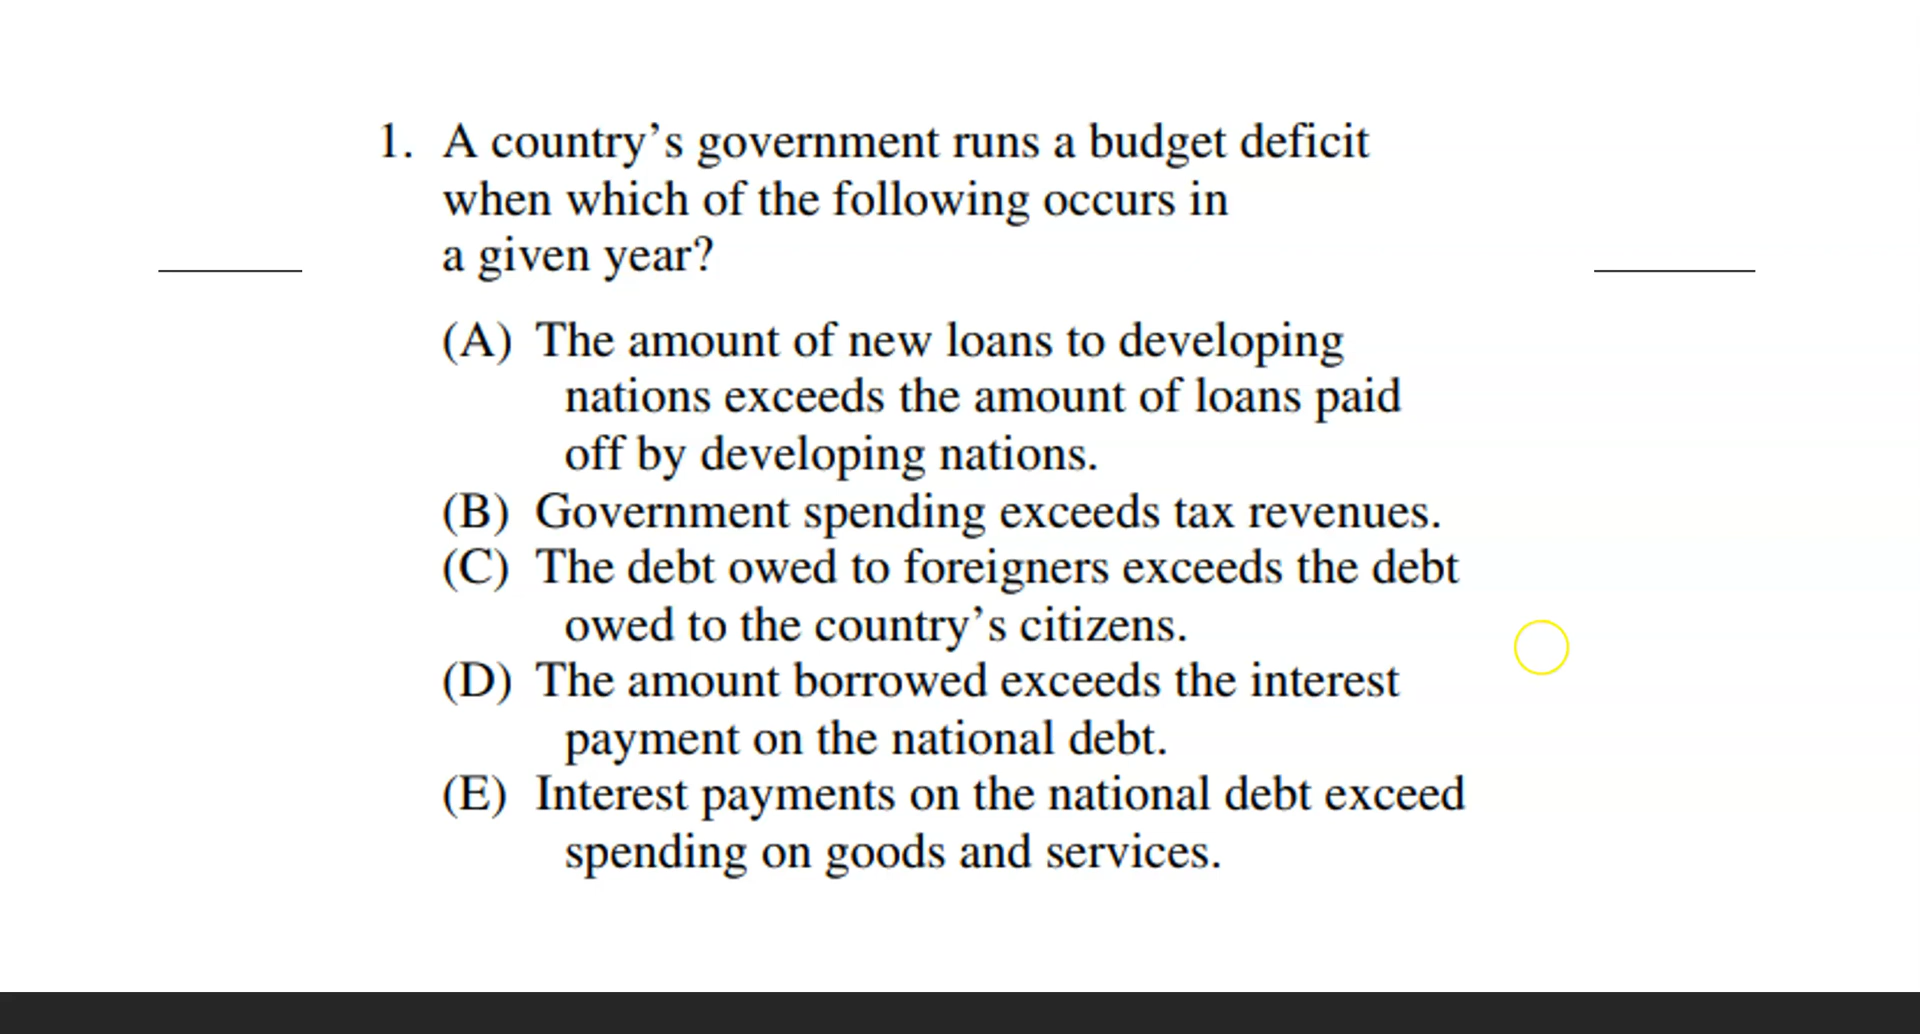 1. A country’s government runs a budget deficit
when which of the following occurs in
a given year?
(A) The amount of new loans to developing
nations exceeds the amount of loans paid
off by developing nations.
(B) Government spending exceeds tax revenues.
(C) The debt owed to foreigners exceeds the debt
owed to the country’s citizens.
(D) The amount borrowed exceeds the interest
payment on the national debt.
(E) Interest payments on the national debt exceed
spending on goods and services.